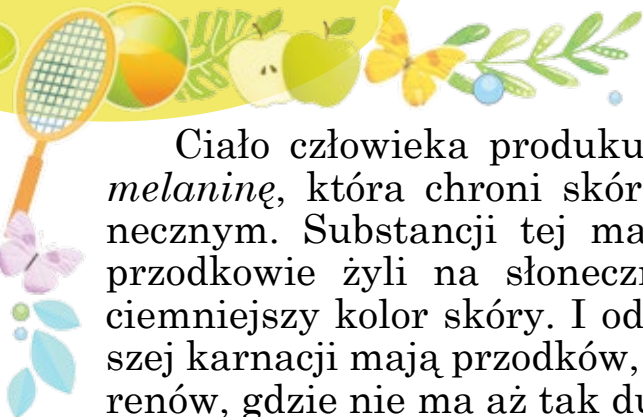 Ciało człowieka produku
melaninę, która chroni skór
necznym. Substancji tej ma
przodkowie żyli na słoneczn
ciemniejszy kolor skóry. I od
szej karnacji mają przodków,
renów, gdzie nie ma aż tak du